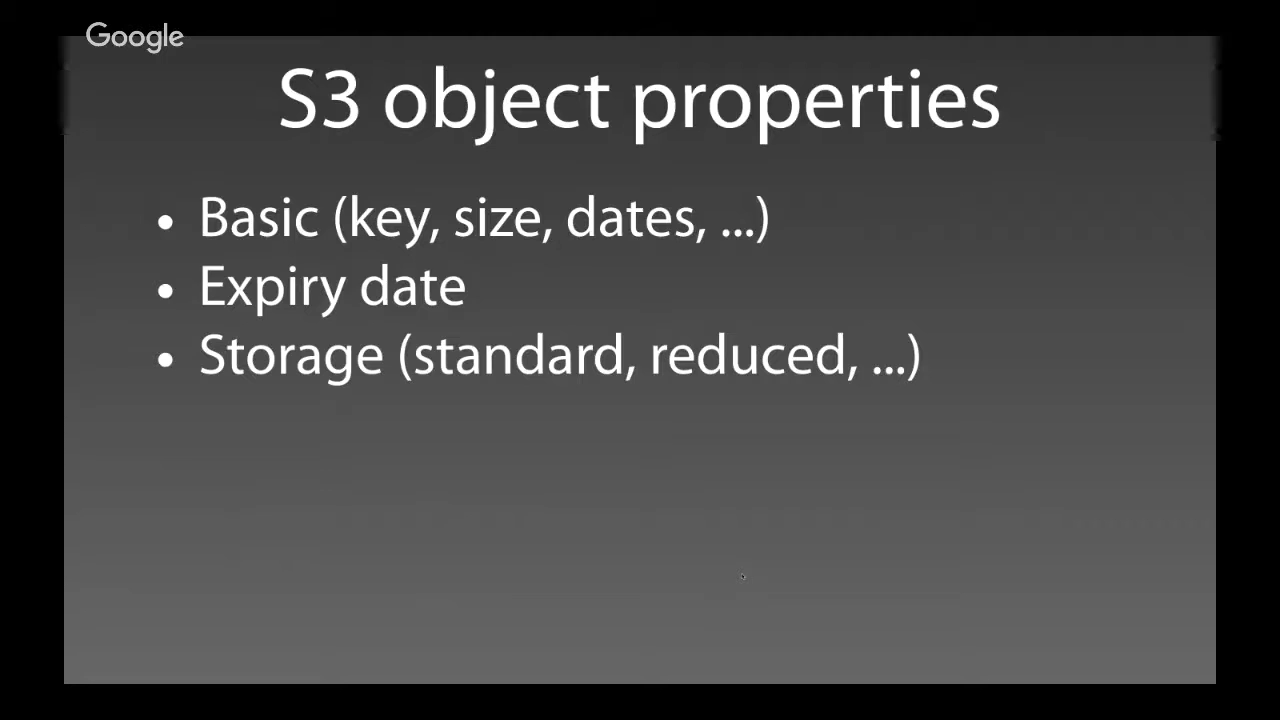 Google
S3 object properties
• Basic (key, size, dates, ...)
• Expiry date
• Storage (standard, reduced, ...)